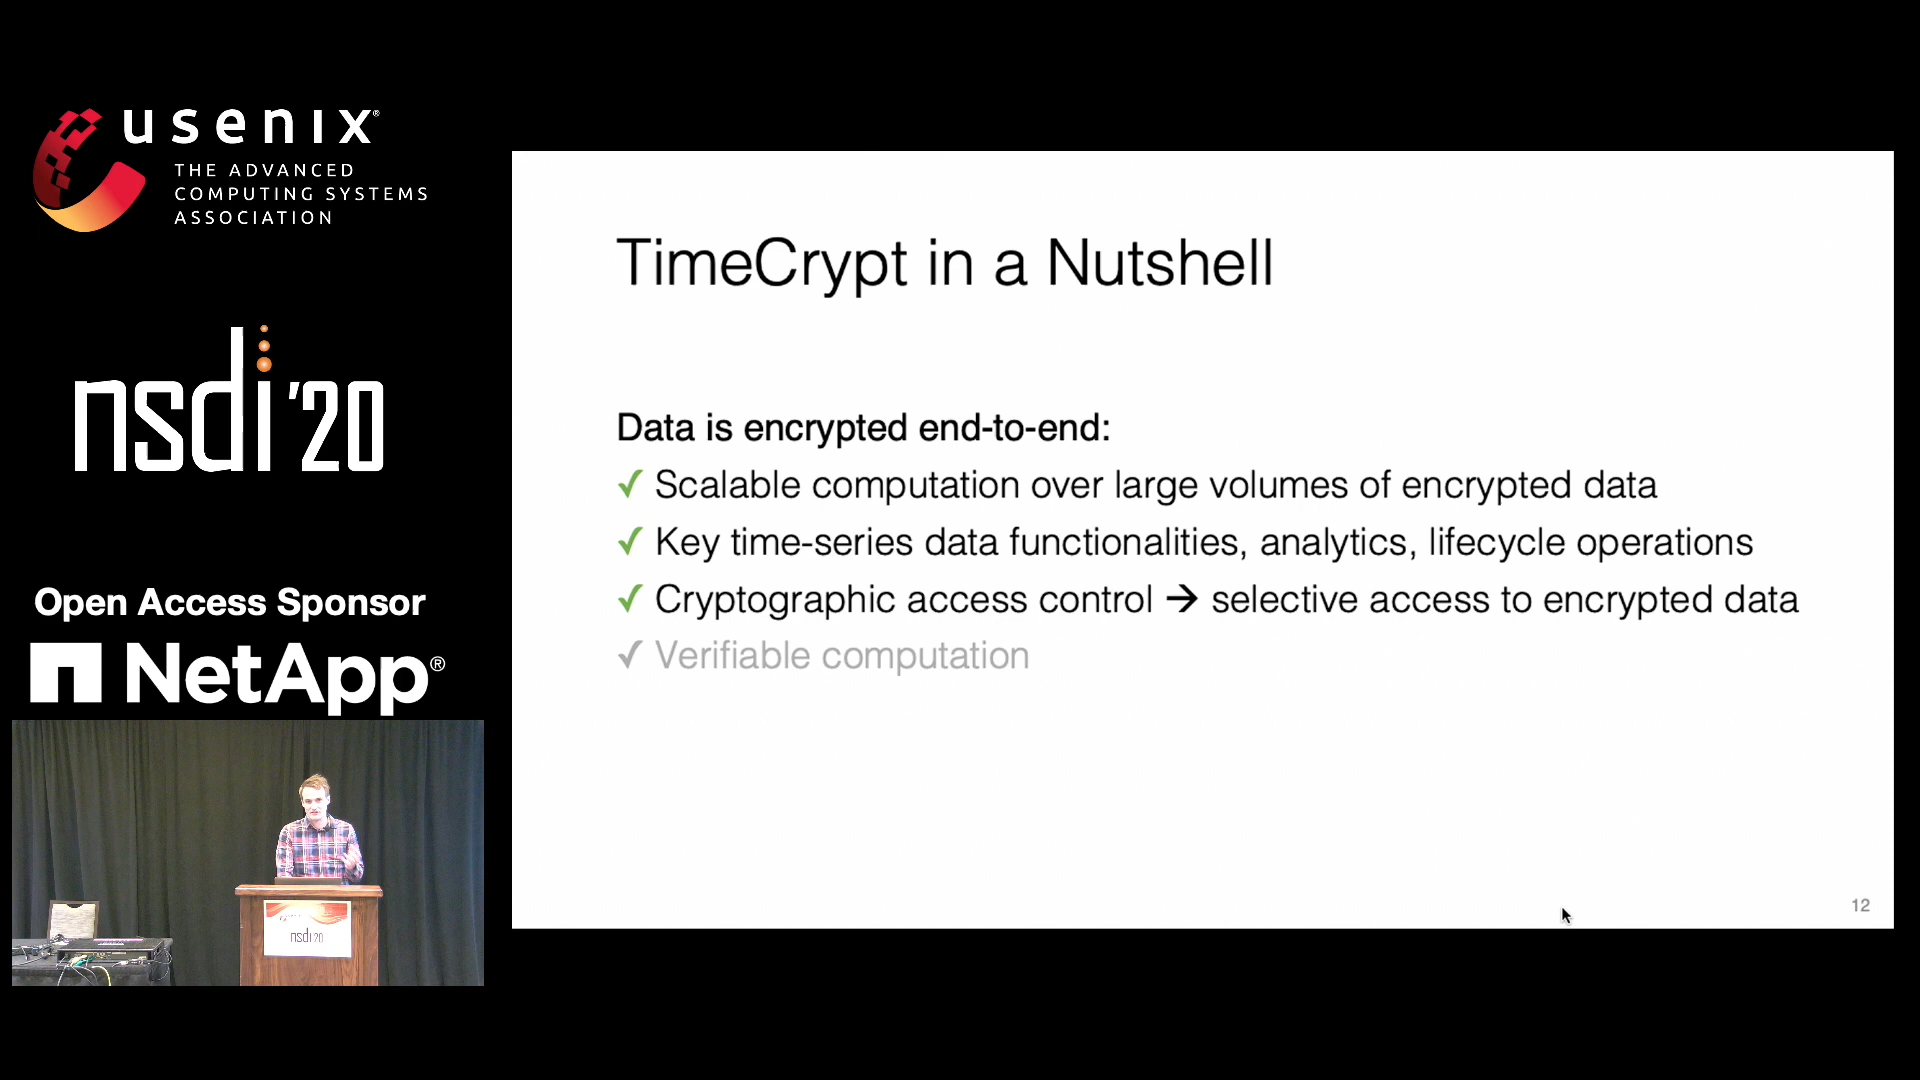 usenix®
THE ADVANCED
COMPUTING SYSTEMS
ASSOCIATION
nsdi '20
Open Access Sponsor
NetApp®
nsdi 20
TimeCrypt in a Nutshell
Data is encrypted end-to-end:
✓ Scalable computation over large volumes of encrypted data
✓ Key time-series data functionalities, analytics, lifecycle operations
✓ Cryptographic access control → selective access to encrypted data
✓ Verifiable computation
12